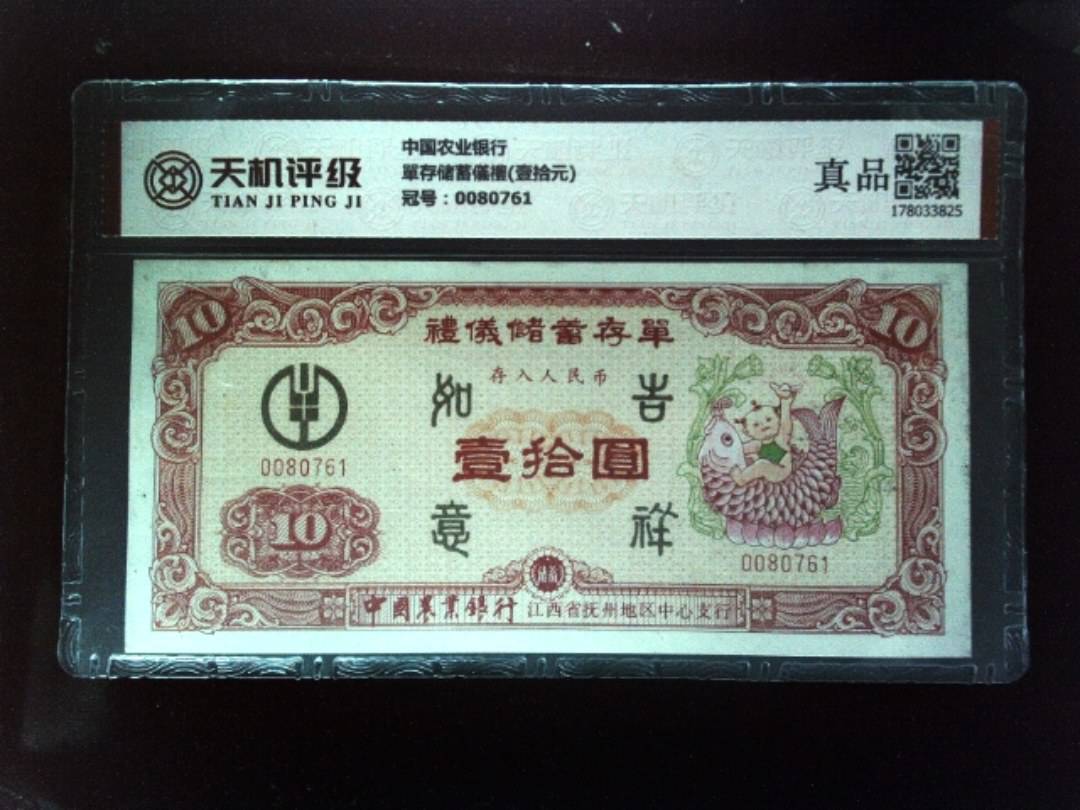 天机评级
TIAN JI PING JI
中国农业银行
單存储蓄儀禮(壹拾元)
冠号：0080761
真品
178033825
10
10
禮儀儲蓄存單
存入人民币
如意
吉祥
壹拾圓
0080761
10
0080761
儲蓄
中國農業銀行 江西省抚州地区中心支行